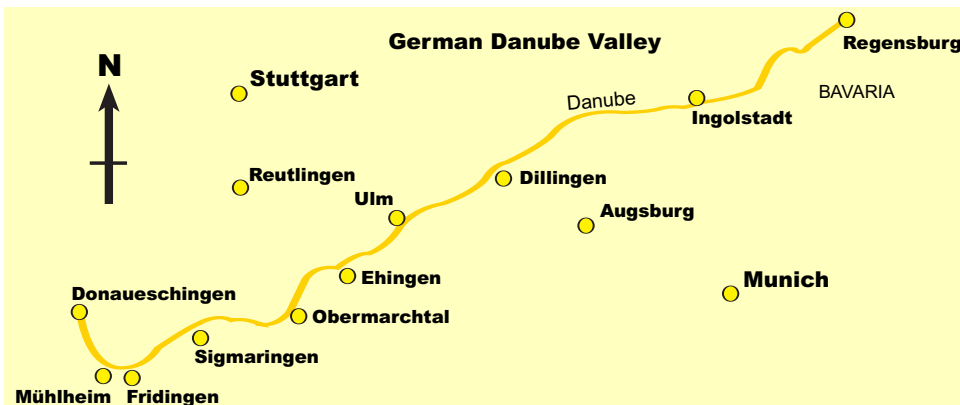 German Danube Valley
Regensburg
N
Stuttgart
BAVARIA
Danube
Ingolstadt
Reutlingen
Dillingen
Ulm
Augsburg
Ehingen
Munich
Donaueschingen
Obermarchtal
Sigmaringen
Mühlheim
Fridingen